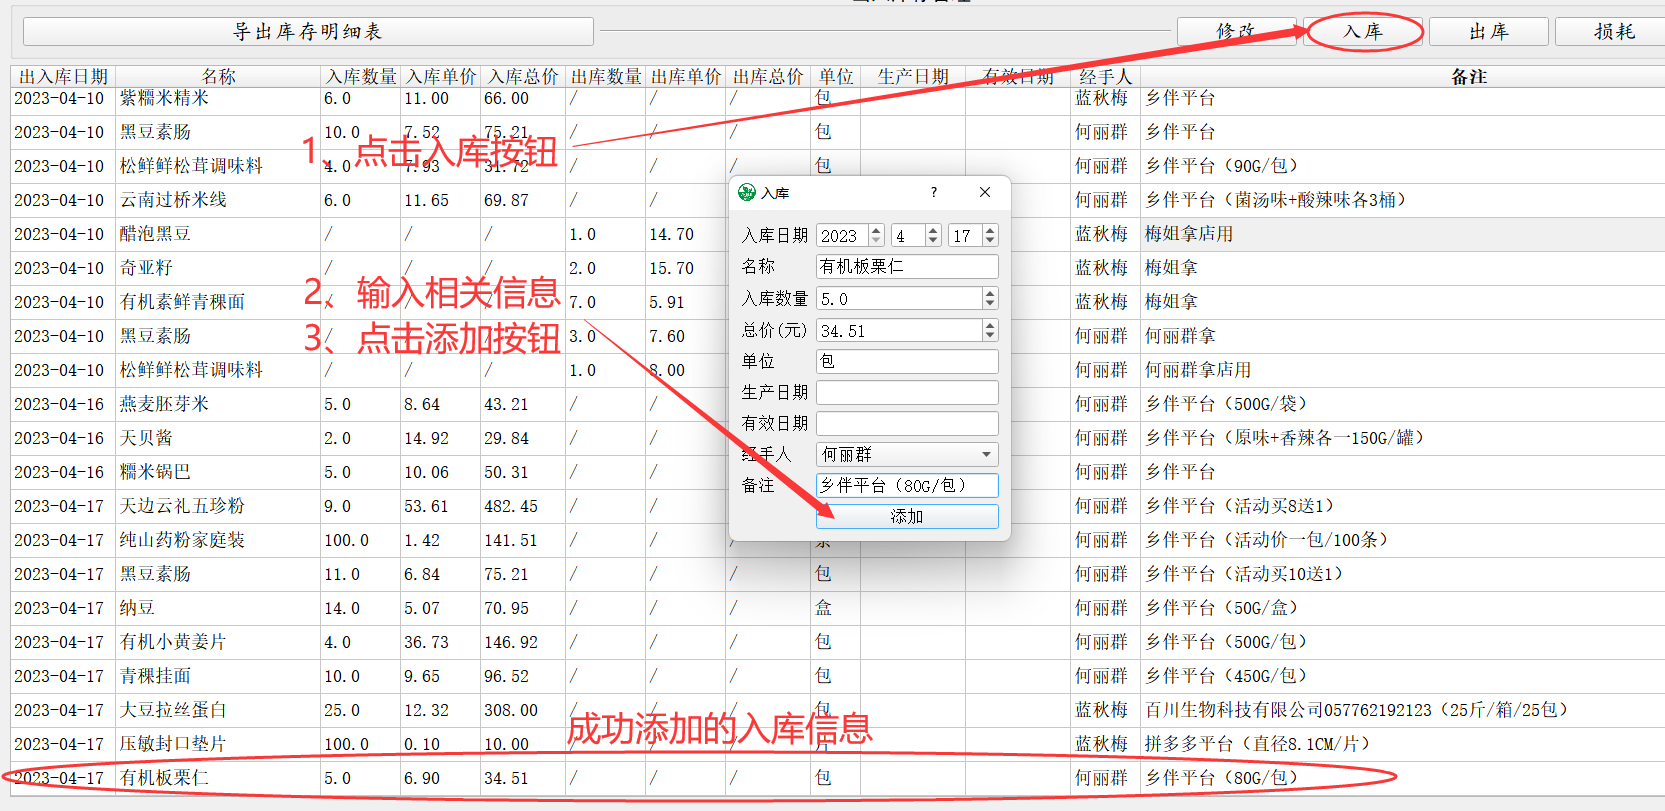 导出库存明细表 修改 入库 出库 损耗
出入库日期 名称 入库数量 入库单价 入库总价 出库数量 出库单价 出库总价 单位 生产日期 有效日期 经手人 备注
2023-04-10 紫糯米精米 6.0 11.00 66.00 / / / 包 蓝秋梅 乡伴平台
2023-04-10 黑豆素肠 10.0 7.52 75.21 / / / 包 何丽群 乡伴平台
1、点击入库按钮
2023-04-10 松鲜鲜松茸调味料 4.0 7.93 31.72 / / / 包 何丽群 乡伴平台（90G/包）
2023-04-10 云南过桥米线 6.0 11.65 69.87 / / 何丽群 乡伴平台（菌汤味+酸辣味各3桶）
2023-04-10 醋泡黑豆 / / / 1.0 14.70 蓝秋梅 梅姐拿店用
2023-04-10 奇亚籽 / / / 2.0 15.70 蓝秋梅 梅姐拿
2、输入相关信息
2023-04-10 有机素鲜青稞面 / / / 7.0 5.91 蓝秋梅 梅姐拿
3、点击添加按钮
2023-04-10 黑豆素肠 / / / 3.0 7.60 何丽群 何丽群拿
2023-04-10 松鲜鲜松茸调味料 / / / 1.0 8.00 何丽群 何丽群拿店用
2023-04-16 燕麦胚芽米 5.0 8.64 43.21 / / 何丽群 乡伴平台（500G/袋）
2023-04-16 天贝酱 2.0 14.92 29.84 / / 何丽群 乡伴平台（原味+香辣各一150G/罐）
2023-04-16 糯米锅巴 5.0 10.06 50.31 / / 何丽群 乡伴平台
2023-04-17 天边云礼五珍粉 9.0 53.61 482.45 / / 何丽群 乡伴平台（活动买8送1）
2023-04-17 纯山药粉家庭装 100.0 1.42 141.51 / / / 条 何丽群 乡伴平台（活动价一包/100条）
2023-04-17 黑豆素肠 11.0 6.84 75.21 / / / 包 何丽群 乡伴平台（活动买10送1）
2023-04-17 纳豆 14.0 5.07 70.95 / / / 盒 何丽群 乡伴平台（50G/盒）
2023-04-17 有机小黄姜片 4.0 36.73 146.92 / / / 包 何丽群 乡伴平台（500G/包）
2023-04-17 青稞挂面 10.0 9.65 96.52 / / / 包 何丽群 乡伴平台（450G/包）
2023-04-17 大豆拉丝蛋白 25.0 12.32 308.00 / / / 包 蓝秋梅 百川生物科技有限公司057762192123（25斤/箱/25包）
成功添加的入库信息
2023-04-17 压敏封口垫片 100.0 0.10 10.00 / / / 片 蓝秋梅 拼多多平台（直径8.1CM/片）
2023-04-17 有机板栗仁 5.0 6.90 34.51 / / / 包 何丽群 乡伴平台（80G/包）
入库 ? ×
入库日期 2023 4 17
名称 有机板栗仁
入库数量 5.0
总价(元) 34.51
单位 包
生产日期
有效日期
经手人 何丽群
备注 乡伴平台（80G/包）
添加